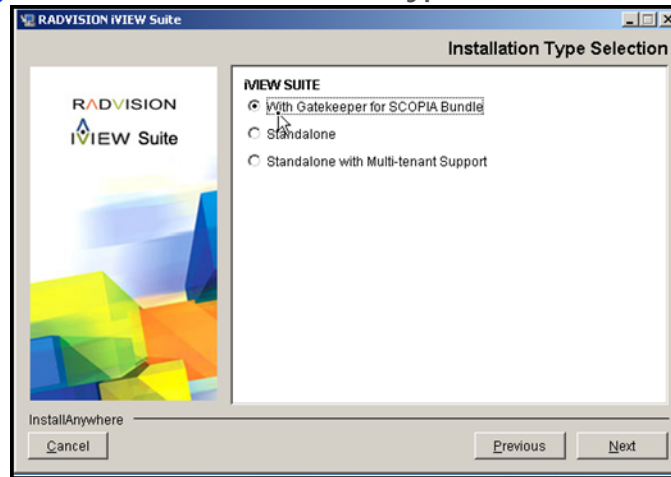 RADVISION iVIEW Suite
Installation Type Selection
RADVISION
iVIEW Suite
iVIEW SUITE
With Gatekeeper for SCOPIA Bundle
Standalone
Standalone with Multi-tenant Support
InstallAnywhere
Cancel
Previous
Next